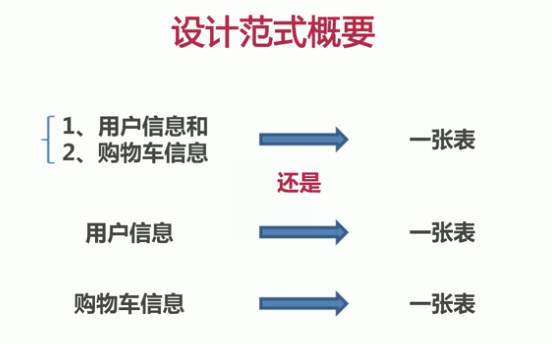 设计范式概要
1、用户信息和
2、购物车信息
一张表
还是
用户信息
一张表
购物车信息
一张表